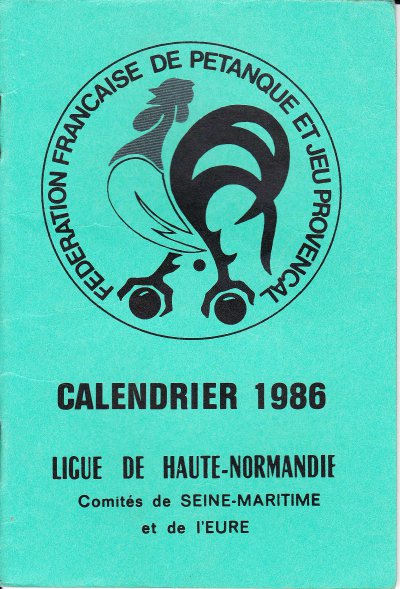 FEDERATION FRANCAISE DE PETANQUE ET JEU PROVENÇAL
CALENDRIER 1986
LIGUE DE HAUTE-NORMANDIE
Comités de SEINE-MARITIME
et de l'EURE